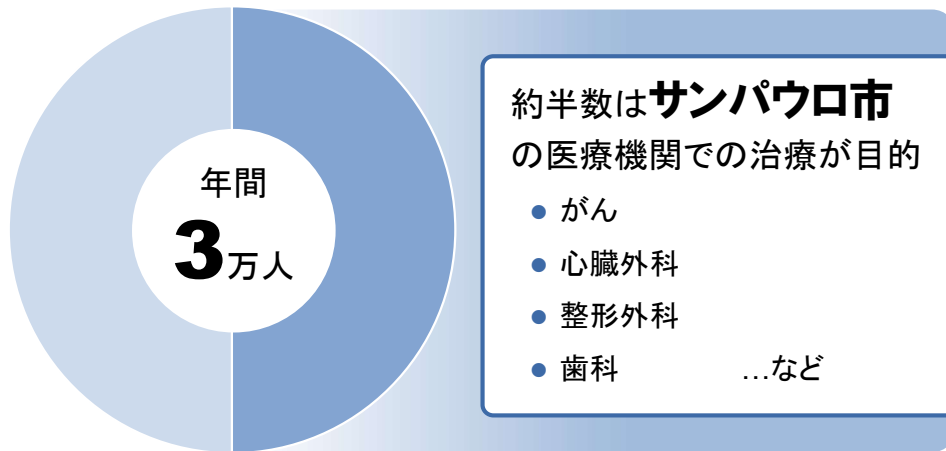 年間
3万人
約半数はサンパウロ市
の医療機関での治療が目的
● がん
● 心臓外科
● 整形外科
● 歯科 …など